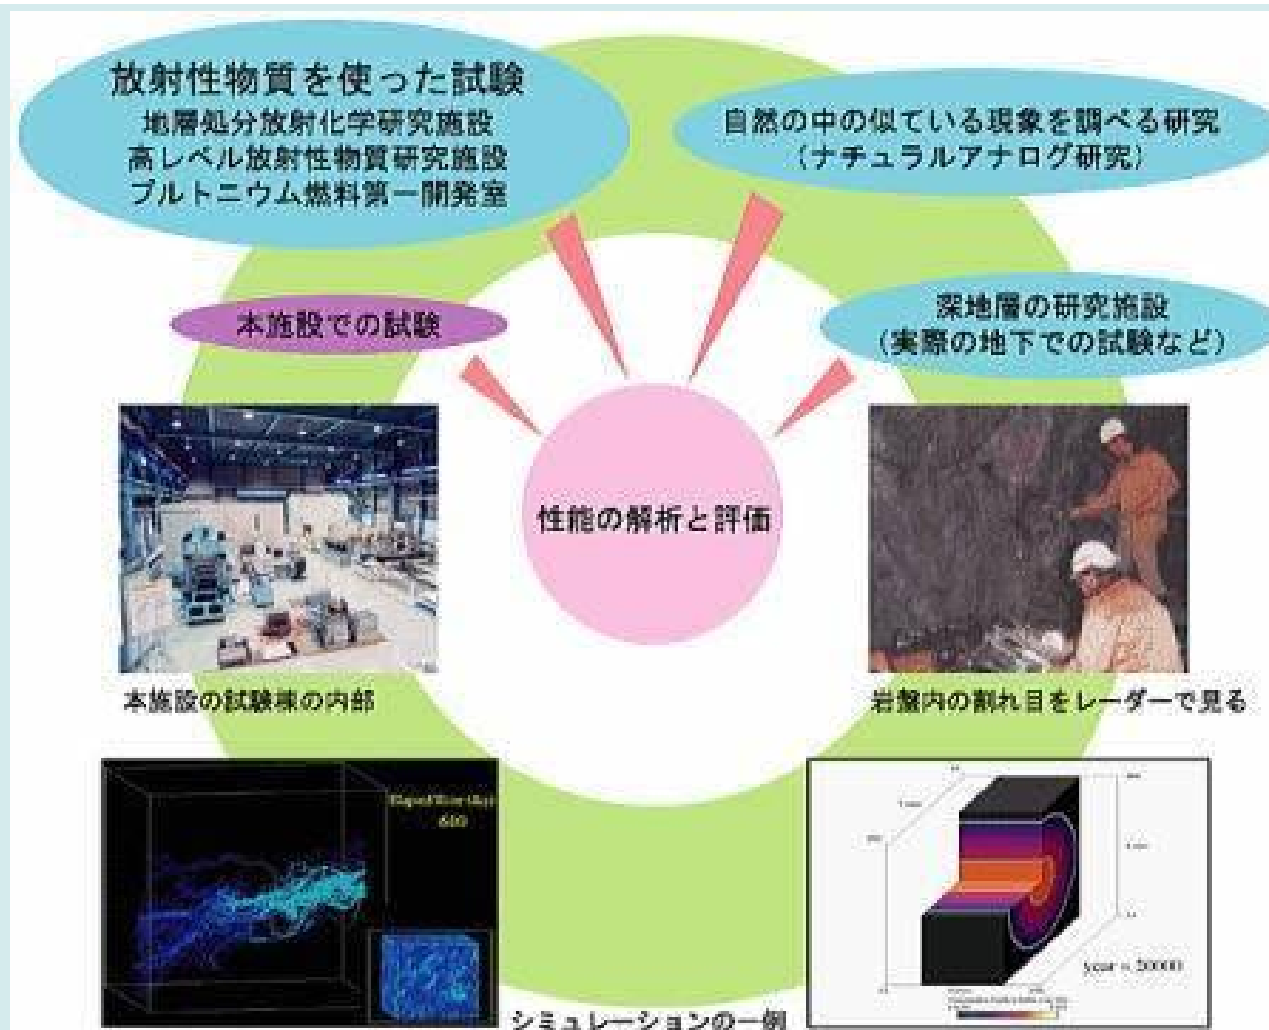 放射性物質を使った試験
地層処分放射化学研究施設
高レベル放射性物質研究施設
プルトニウム燃料第一開発室
自然の中の似ている現象を調べる研究
(ナチュラルアナログ研究)
本施設での試験
深地層の研究施設
(実際の地下での試験など)
性能の解析と評価
本施設の試験棟の内部
岩盤内の割れ目をレーダーで見る
640
year = 50000
シミュレーションの一例